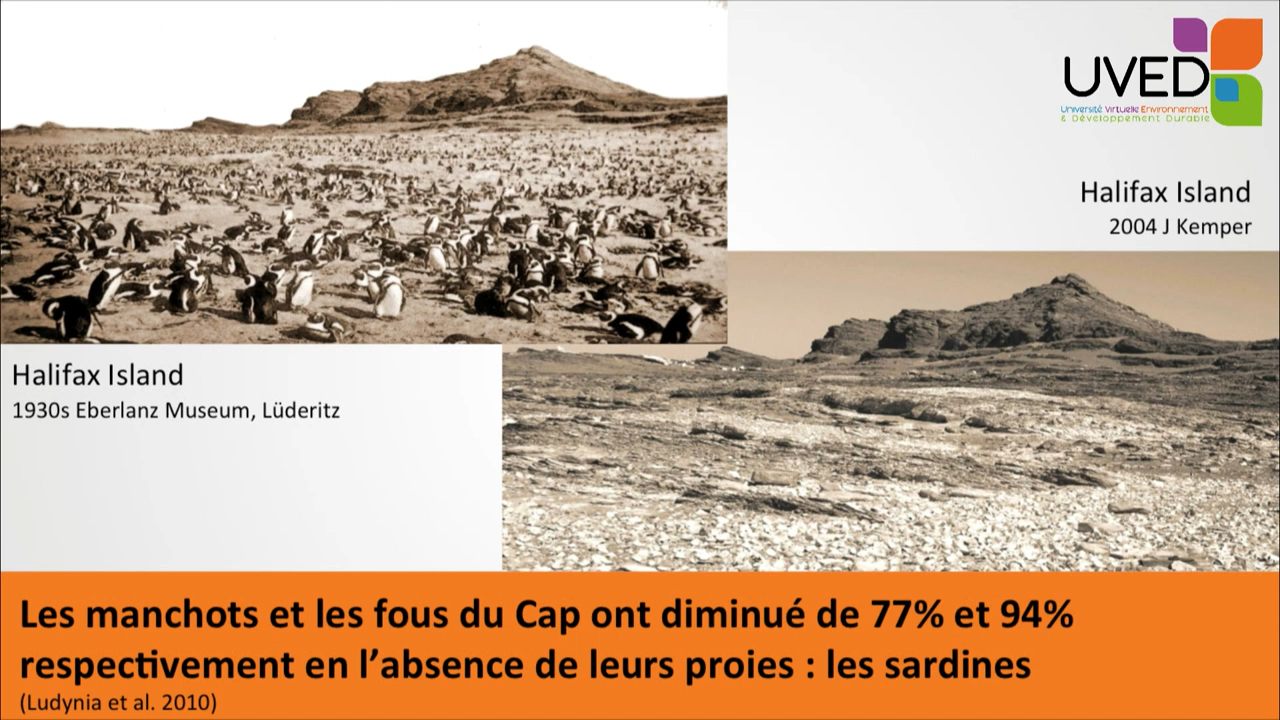 UVED
Université Virtuelle Environnement
& Développement Durable
Halifax Island
2004 J Kemper
Halifax Island
1930s Eberlanz Museum, Lüderitz
Les manchots et les fous du Cap ont diminué de 77% et 94%
respectivement en l’absence de leurs proies : les sardines
(Ludynia et al. 2010)